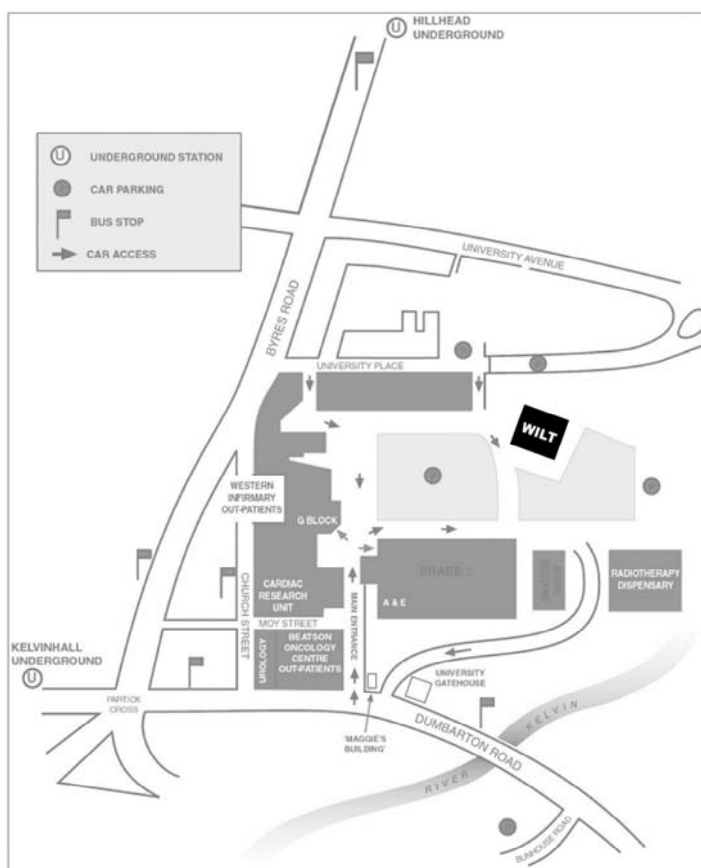 U
HILLHEAD
UNDERGROUND
U
UNDERGROUND STATION
CAR PARKING
BUS STOP
CAR ACCESS
UNIVERSITY AVENUE
BYRES ROAD
UNIVERSITY PLACE
WILT
WESTERN
INFIRMARY
OUT-PATIENTS
G BLOCK
CARDIAC
RESEARCH
UNIT
CHURCH STREET
MAIN ENTRANCE
A & E
RADIOTHERAPY
DISPENSARY
MOY STREET
UROLOGY
BEATSON
ONCOLOGY
CENTRE
OUT-PATIENTS
KELVINHALL
UNDERGROUND
U
PARTICK
CROSS
UNIVERSITY
GATEHOUSE
'MAGGIE'S
BUILDING'
DUMBARTON ROAD
RIVER
KELVIN
BUNHOUSE ROAD